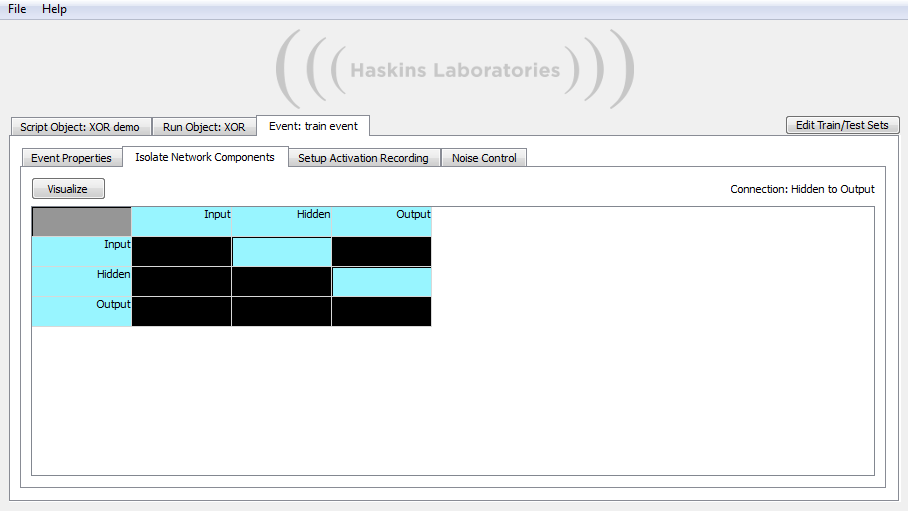 File Help
Haskins Laboratories
Script Object: XOR demo Run Object: XOR Event: train event Edit Train/Test Sets
Event Properties Isolate Network Components Setup Activation Recording Noise Control
Visualize Connection: Hidden to Output
Input Hidden Output
Input
Hidden
Output